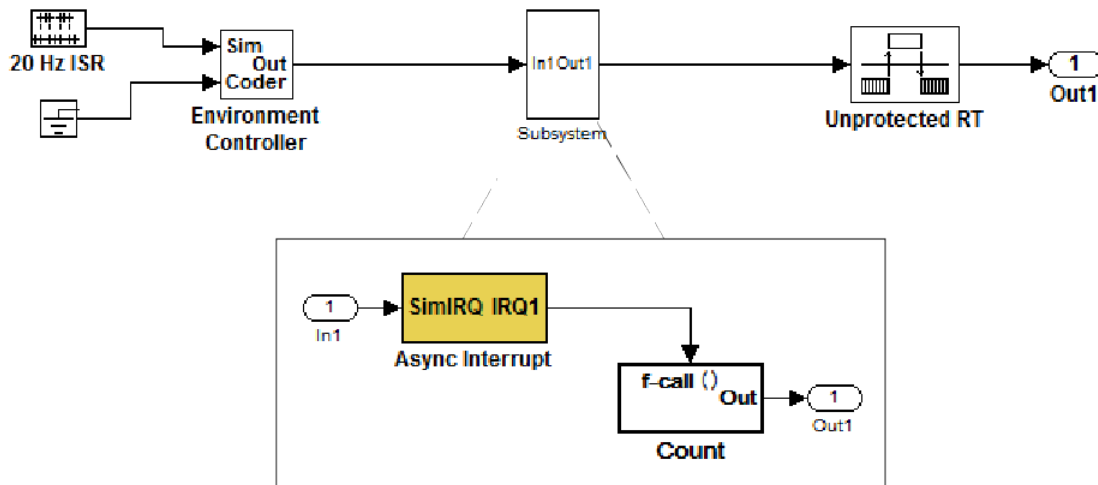 20 Hz ISR
Sim
Out
Coder
Environment
Controller
In1 Out1
Subsystem
Unprotected RT
1
Out1
1
In1
SimIRQ IRQ1
Async Interrupt
f-call ()
Out
Count
1
Out1